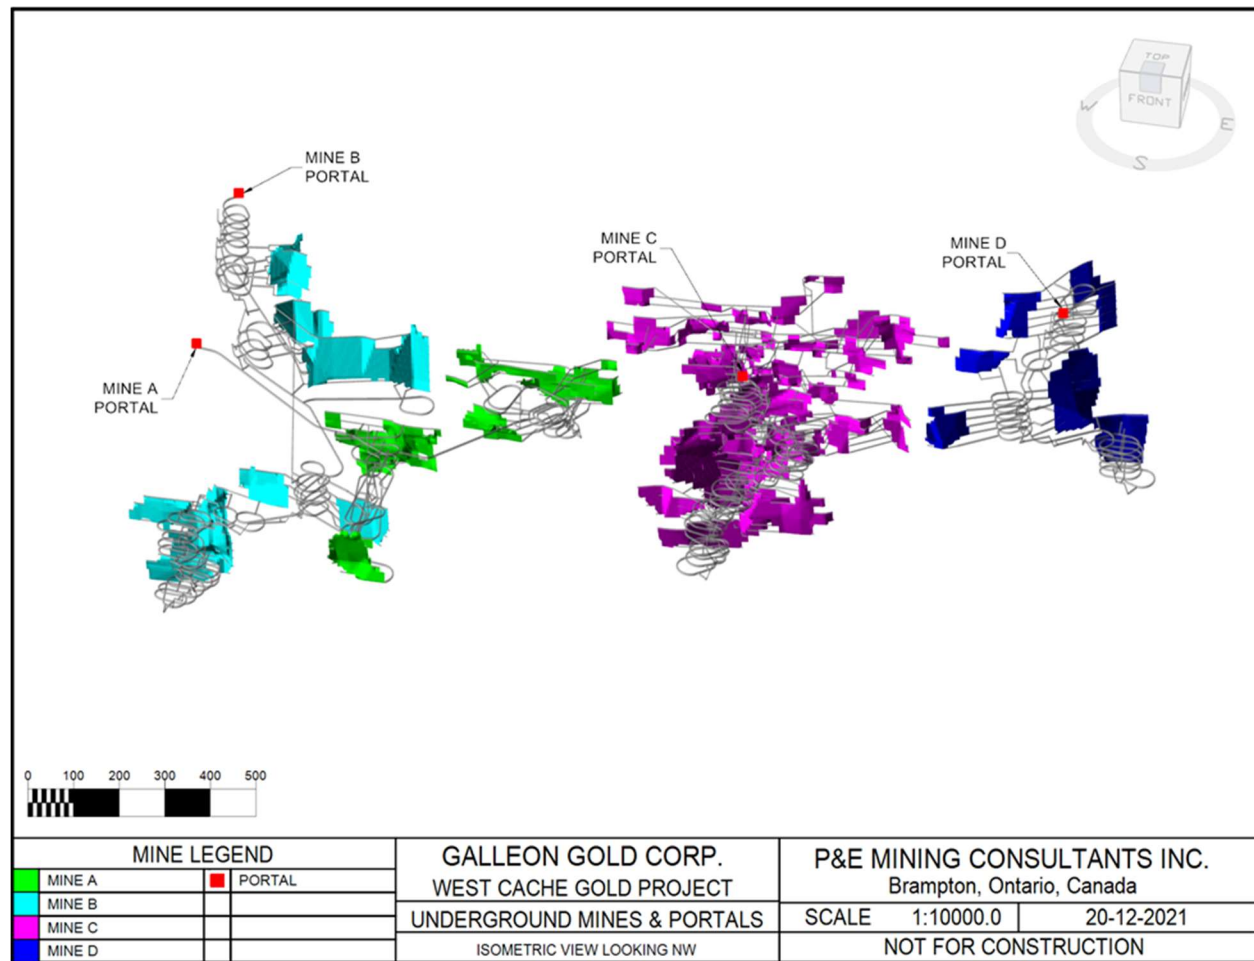 TOP
FRONT
W
E
S
MINE B
PORTAL
MINE C
PORTAL
MINE D
PORTAL
MINE A
PORTAL
0 100 200 300 400 500
MINE LEGEND
MINE A PORTAL
MINE B
MINE C
MINE D
GALLEON GOLD CORP.
WEST CACHE GOLD PROJECT
UNDERGROUND MINES & PORTALS
ISOMETRIC VIEW LOOKING NW
P&E MINING CONSULTANTS INC.
Brampton, Ontario, Canada
SCALE 1:10000.0 20-12-2021
NOT FOR CONSTRUCTION